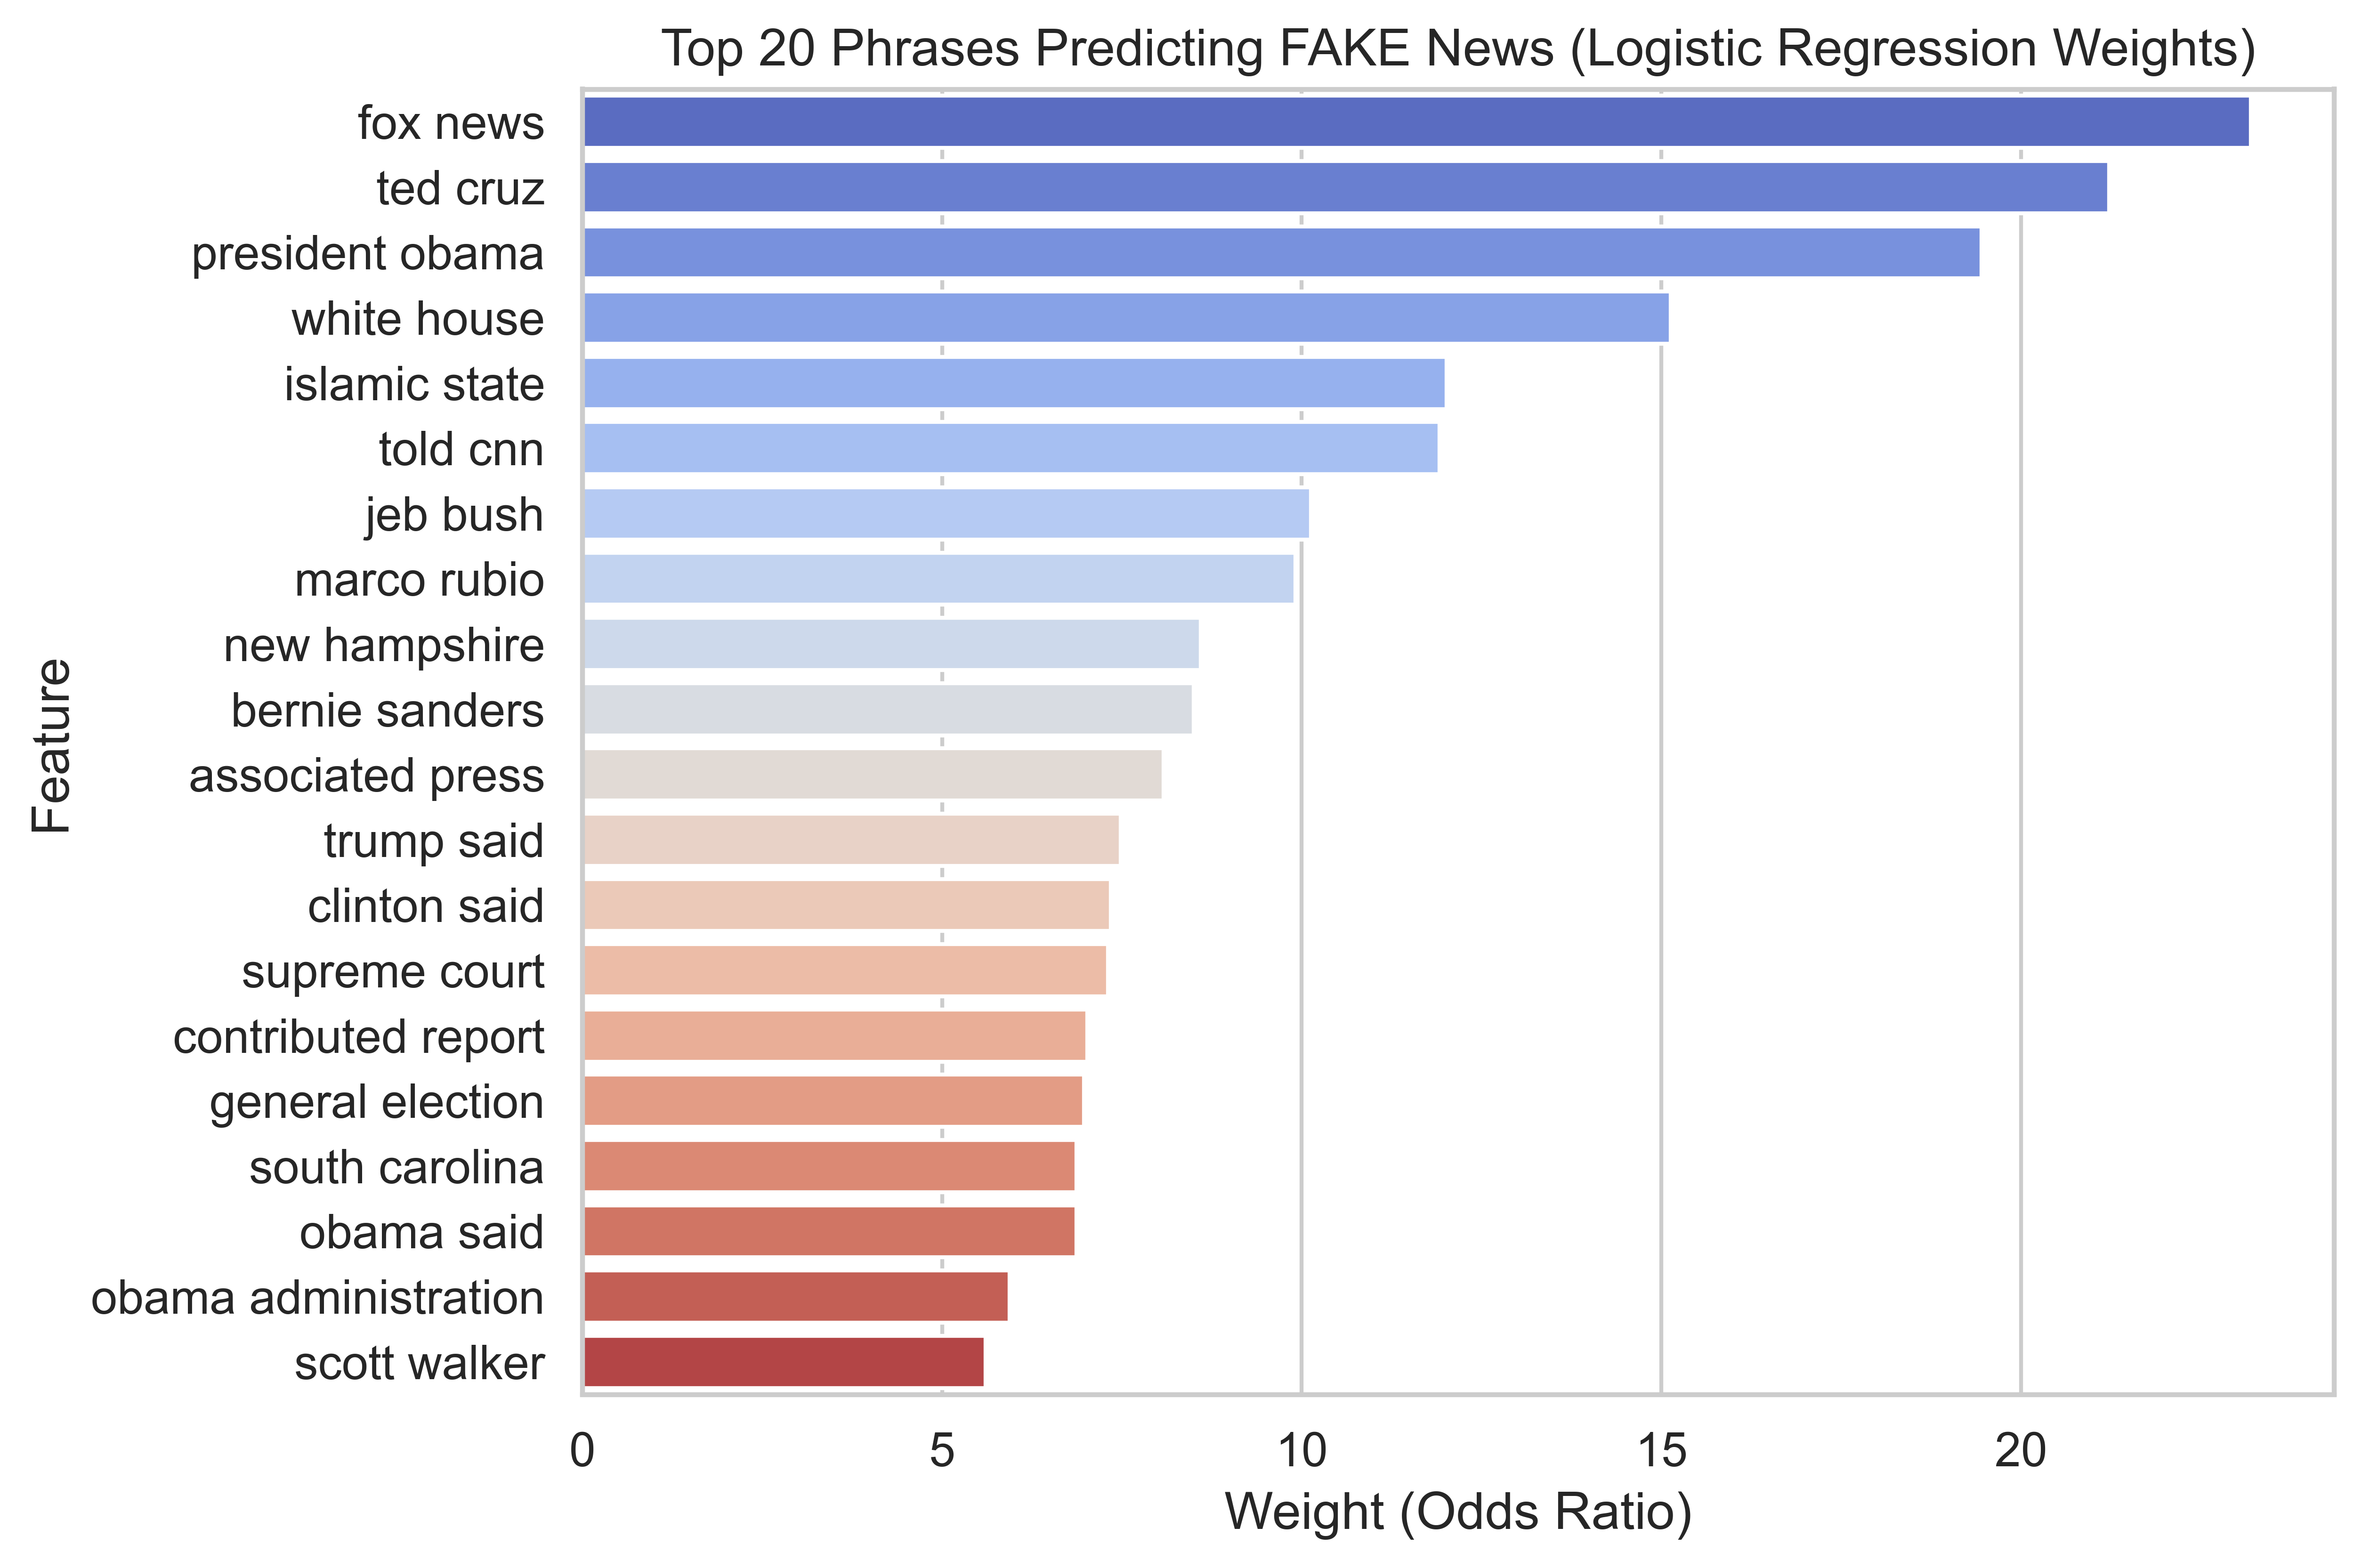 Top 20 Phrases Predicting FAKE News (Logistic Regression Weights)
fox news
ted cruz
president obama
white house
islamic state
told cnn
jeb bush
marco rubio
new hampshire
bernie sanders
associated press
trump said
clinton said
supreme court
contributed report
general election
south carolina
obama said
obama administration
scott walker
Feature
0 5 10 15 20
Weight (Odds Ratio)